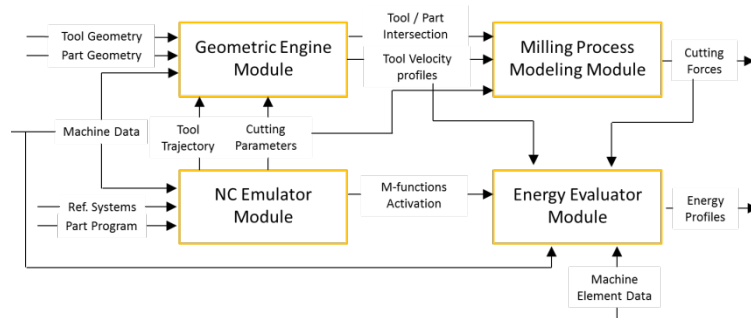 Tool Geometry
Part Geometry
Geometric Engine
Module
Tool / Part
Intersection
Tool Velocity
profiles
Milling Process
Modeling Module
Cutting
Forces
Machine Data
Tool
Trajectory
Cutting
Parameters
Ref. Systems
Part Program
NC Emulator
Module
M-functions
Activation
Energy Evaluator
Module
Energy
Profiles
Machine
Element Data